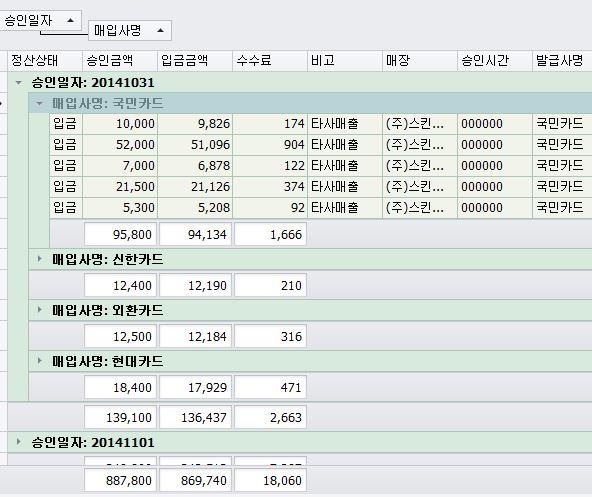 승인일자
매입사명
정산상태 승인금액 입금금액 수수료 비고 매장 승인시간 발급사명
승인일자: 20141031
매입사명: 국민카드
입금 10,000 9,826 174 타사매출 (주)스킨... 000000 국민카드
입금 52,000 51,096 904 타사매출 (주)스킨... 000000 국민카드
입금 7,000 6,878 122 타사매출 (주)스킨... 000000 국민카드
입금 21,500 21,126 374 타사매출 (주)스킨... 000000 국민카드
입금 5,300 5,208 92 타사매출 (주)스킨... 000000 국민카드
95,800 94,134 1,666
매입사명: 신한카드
12,400 12,190 210
매입사명: 외환카드
12,500 12,184 316
매입사명: 현대카드
18,400 17,929 471
139,100 136,437 2,663
승인일자: 20141101
887,800 869,740 18,060